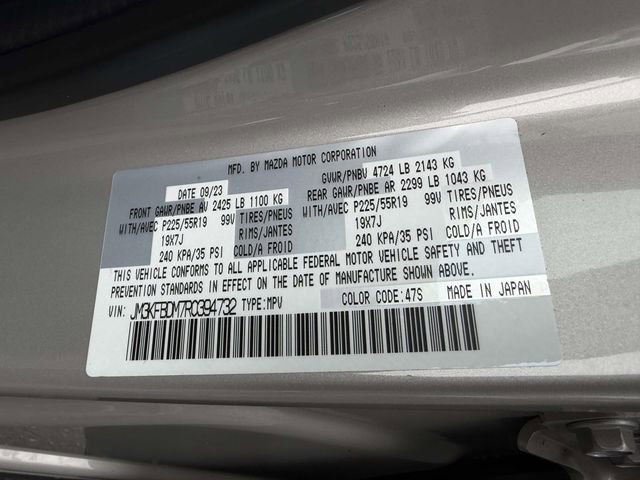 MFD. BY MAZDA MOTOR CORPORATION
DATE 09/23 GVWR/PNBV 4724 LB 2143 KG
FRONT GAWR/PNBE AV 2425 LB 1100 KG REAR GAWR/PNBE AR 2299 LB 1043 KG
WITH/AVEC P225/55R19 99V TIRES/PNEUS WITH/AVEC P225/55R19 99V TIRES/PNEUS
19X7J RIMS/JANTES 19X7J RIMS/JANTES
240 KPA/35 PSI COLD/A FROID 240 KPA/35 PSI COLD/A FROID
THIS VEHICLE CONFORMS TO ALL APPLICABLE FEDERAL MOTOR VEHICLE SAFETY AND THEFT
PREVENTION STANDARDS IN EFFECT ON THE DATE OF MANUFACTURE SHOWN ABOVE.
VIN: JM3KFBDM7R0394732 TYPE:MPV COLOR CODE:47S MADE IN JAPAN